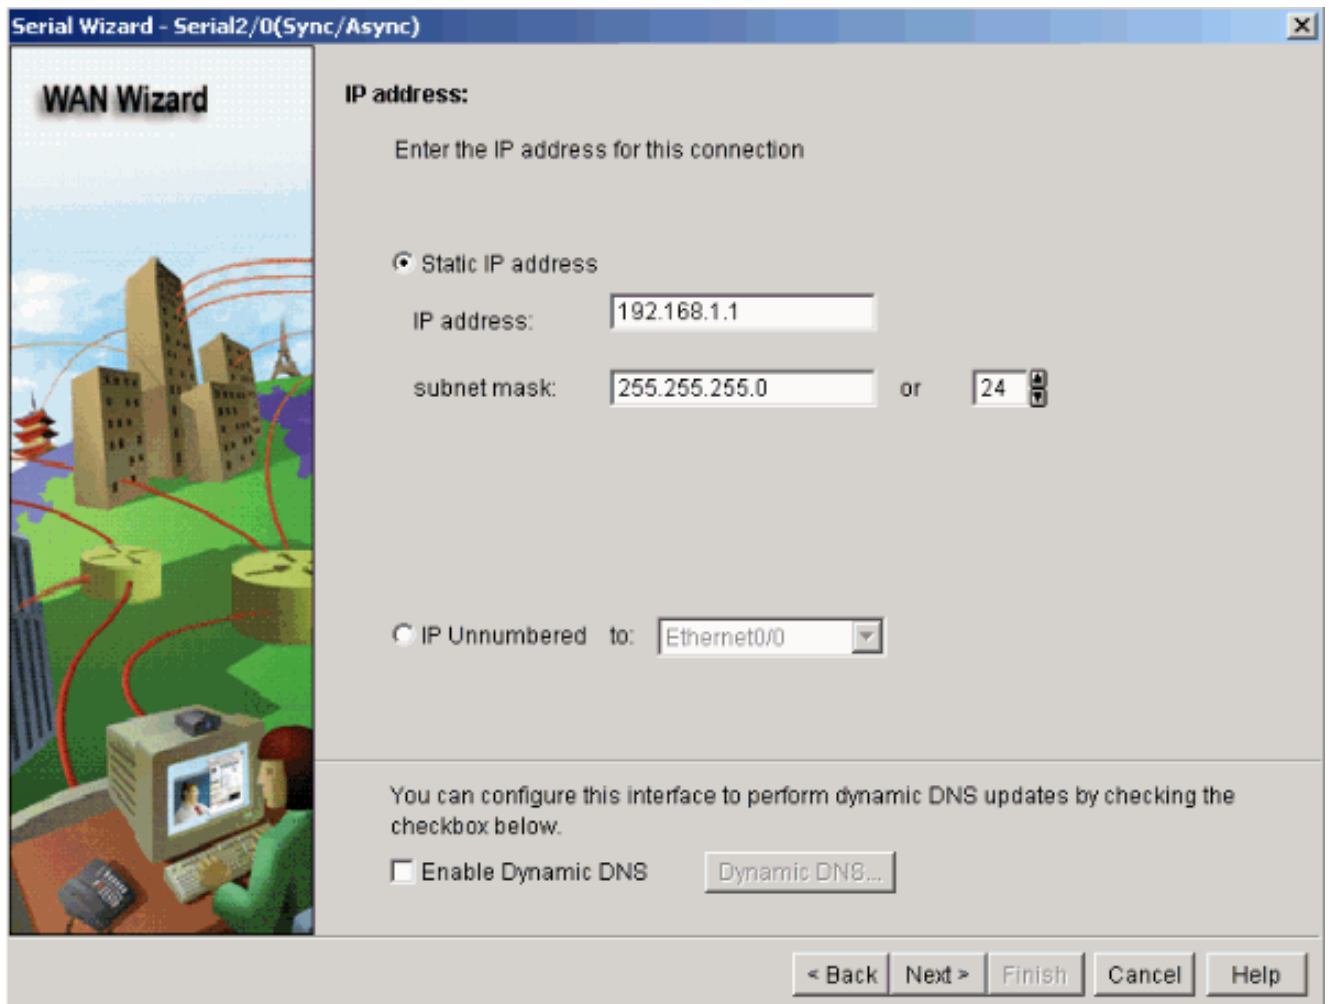 Serial Wizard - Serial2/0(Sync/Async)
WAN Wizard
IP address:
Enter the IP address for this connection
Static IP address
IP address: 192.168.1.1
subnet mask: 255.255.255.0 or 24
IP Unnumbered to: Ethernet0/0
You can configure this interface to perform dynamic DNS updates by checking the
checkbox below.
Enable Dynamic DNS Dynamic DNS...
< Back Next > Finish Cancel Help